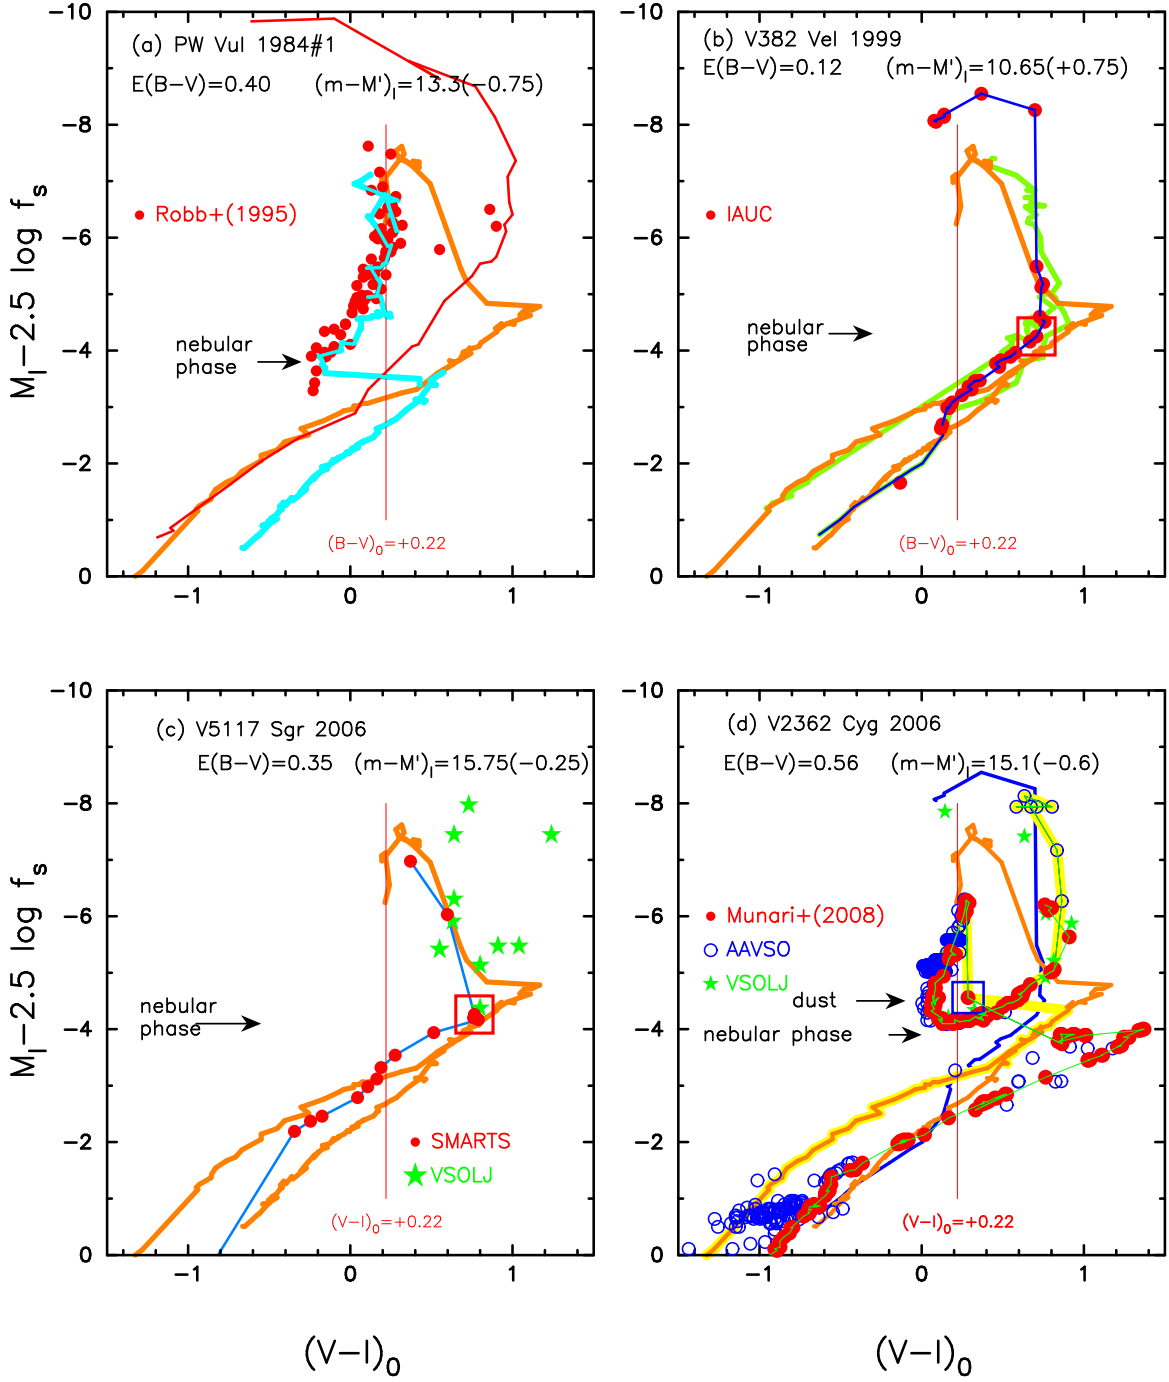 (a) PW Vul 1984#1
E(B−V)=0.40 (m−M')I=13.3(−0.75)
Robb+(1995)
nebular
phase
(B−V)0=+0.22
−10
−8
−6
−4
−2
0
−1 0 1
M_I−2.5 log f_s
(b) V382 Vel 1999
E(B−V)=0.12 (m−M')I=10.65(+0.75)
IAUC
nebular
phase
(B−V)0=+0.22
−10
−8
−6
−4
−2
0
−1 0 1
(c) V5117 Sgr 2006
E(B−V)=0.35 (m−M')I=15.75(−0.25)
nebular
phase
SMARTS
VSOLJ
(V−I)0=+0.22
−10
−8
−6
−4
−2
0
−1 0 1
M_I−2.5 log f_s
(V−I)0
(d) V2362 Cyg 2006
E(B−V)=0.56 (m−M')I=15.1(−0.6)
Munari+(2008)
AAVSO
VSOLJ
dust
nebular phase
(V−I)0=+0.22
−10
−8
−6
−4
−2
0
−1 0 1
(V−I)0